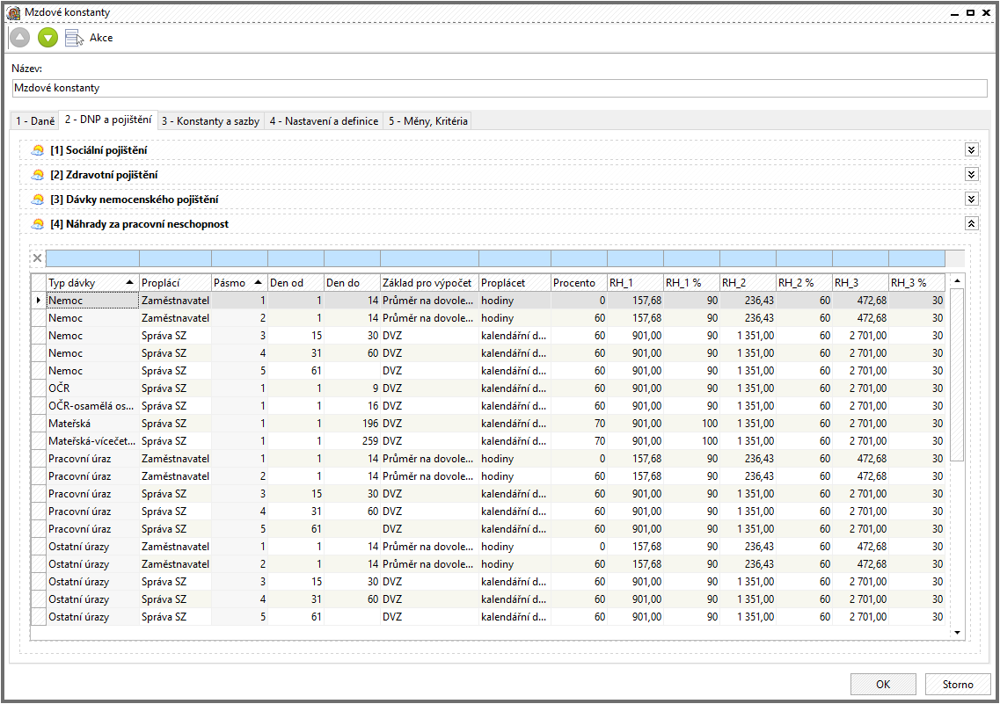 Mzdové konstanty
Akce
Název:
Mzdové konstanty
1 - Daně 2 - DNP a pojištění 3 - Konstanty a sazby 4 - Nastavení a definice 5 - Měny, Kritéria
[1] Sociální pojištění
[2] Zdravotní pojištění
[3] Dávky nemocenského pojištění
[4] Náhrady za pracovní neschopnost
Typ dávky Proplácí Pásmo Den od Den do Základ pro výpočet Proplácet Procento RH_1 RH_1 % RH_2 RH_2 % RH_3 RH_3 %
Nemoc Zaměstnavatel 1 1 14 Průměr na dovole... hodiny 0 157,68 90 236,43 60 472,68 30
Nemoc Zaměstnavatel 2 1 14 Průměr na dovole... hodiny 60 157,68 90 236,43 60 472,68 30
Nemoc Správa SZ 3 15 30 DVZ kalendářní d... 60 901,00 90 1 351,00 60 2 701,00 30
Nemoc Správa SZ 4 31 60 DVZ kalendářní d... 60 901,00 90 1 351,00 60 2 701,00 30
Nemoc Správa SZ 5 61 DVZ kalendářní d... 60 901,00 90 1 351,00 60 2 701,00 30
OČR Správa SZ 1 1 9 DVZ kalendářní d... 60 901,00 90 1 351,00 60 2 701,00 30
OČR-osamělá os... Správa SZ 1 1 16 DVZ kalendářní d... 60 901,00 90 1 351,00 60 2 701,00 30
Mateřská Správa SZ 1 1 196 DVZ kalendářní d... 70 901,00 100 1 351,00 60 2 701,00 30
Mateřská-vícečet... Správa SZ 1 1 259 DVZ kalendářní d... 70 901,00 100 1 351,00 60 2 701,00 30
Pracovní úraz Zaměstnavatel 1 1 14 Průměr na dovole... hodiny 0 157,68 90 236,43 60 472,68 30
Pracovní úraz Zaměstnavatel 2 1 14 Průměr na dovole... hodiny 60 157,68 90 236,43 60 472,68 30
Pracovní úraz Správa SZ 3 15 30 DVZ kalendářní d... 60 901,00 90 1 351,00 60 2 701,00 30
Pracovní úraz Správa SZ 4 31 60 DVZ kalendářní d... 60 901,00 90 1 351,00 60 2 701,00 30
Pracovní úraz Správa SZ 5 61 DVZ kalendářní d... 60 901,00 90 1 351,00 60 2 701,00 30
Ostatní úrazy Zaměstnavatel 1 1 14 Průměr na dovole... hodiny 0 157,68 90 236,43 60 472,68 30
Ostatní úrazy Zaměstnavatel 2 1 14 Průměr na dovole... hodiny 60 157,68 90 236,43 60 472,68 30
Ostatní úrazy Správa SZ 3 15 30 DVZ kalendářní d... 60 901,00 90 1 351,00 60 2 701,00 30
Ostatní úrazy Správa SZ 4 31 60 DVZ kalendářní d... 60 901,00 90 1 351,00 60 2 701,00 30
Ostatní úrazy Správa SZ 5 61 DVZ kalendářní d... 60 901,00 90 1 351,00 60 2 701,00 30
OK Storno